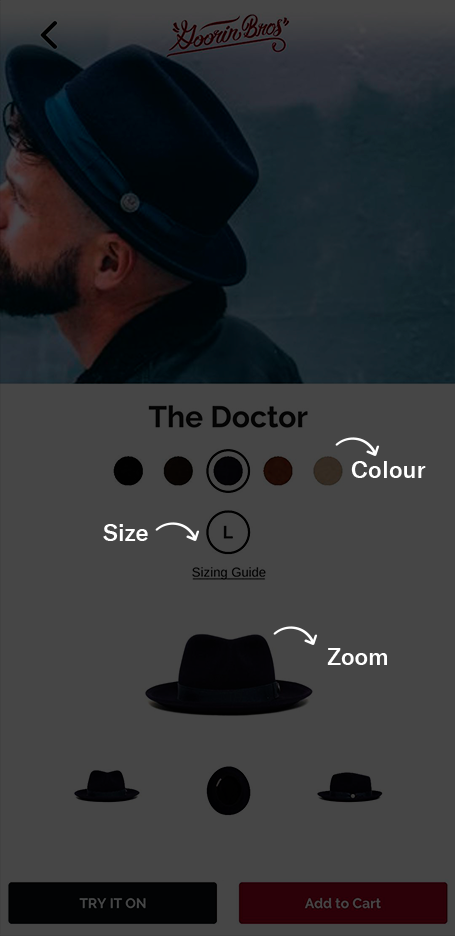 Goorin Bros
The Doctor
Colour
Size
L
Sizing Guide
Zoom
TRY IT ON
Add to Cart